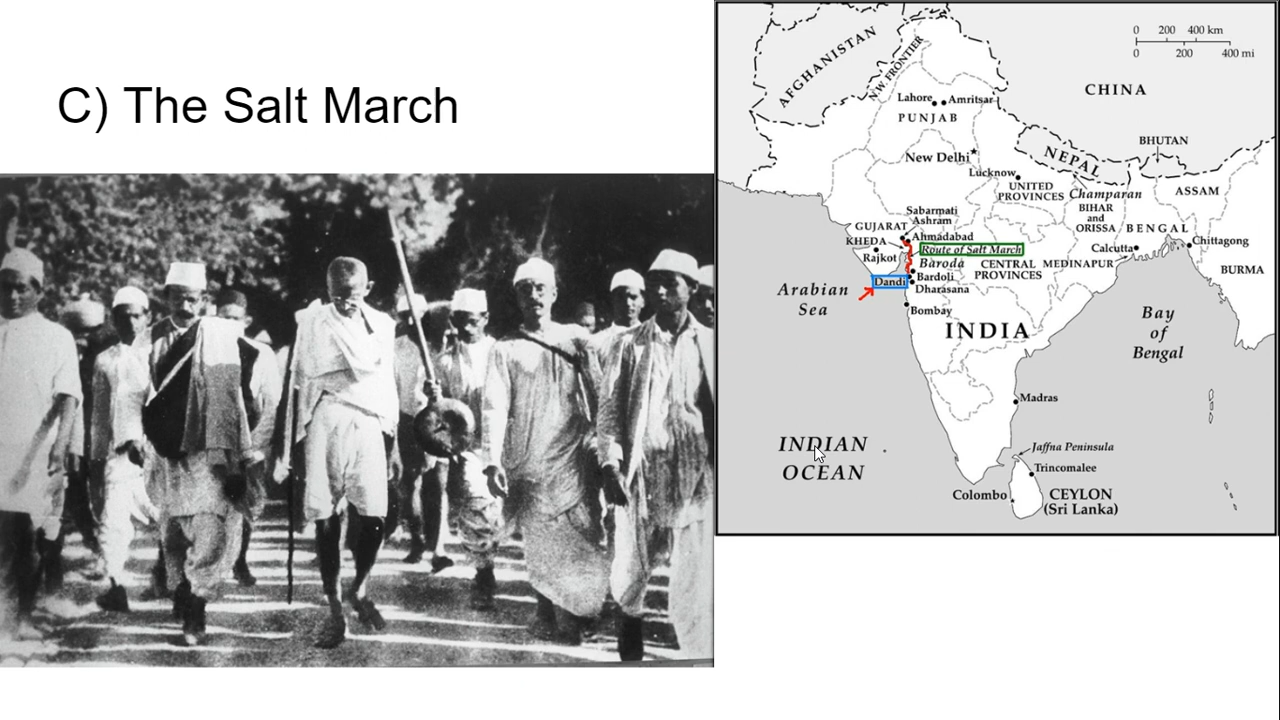 C) The Salt March
AFGHANISTAN
N.W. FRONTIER
0 200 400 km
0 200 400 mi
CHINA
Lahore
Amritsar
PUNJAB
New Delhi
NEPAL
BHUTAN
Lucknow
UNITED
PROVINCES
Champaran
BIHAR
and
ORISSA
ASSAM
BENGAL
Sabarmati
Ashram
GUJARAT
Ahmadabad
KHEDA
Route of Salt March
Rajkot
Baroda
CENTRAL
PROVINCES
MEDINAPUR
Calcutta
Chittagong
BURMA
Dandi
Bardoli
Dharasana
Arabian
Sea
Bombay
INDIA
Bay
of
Bengal
Madras
INDIAN
OCEAN
Jaffna Peninsula
Trincomalee
Colombo
CEYLON
(Sri Lanka)